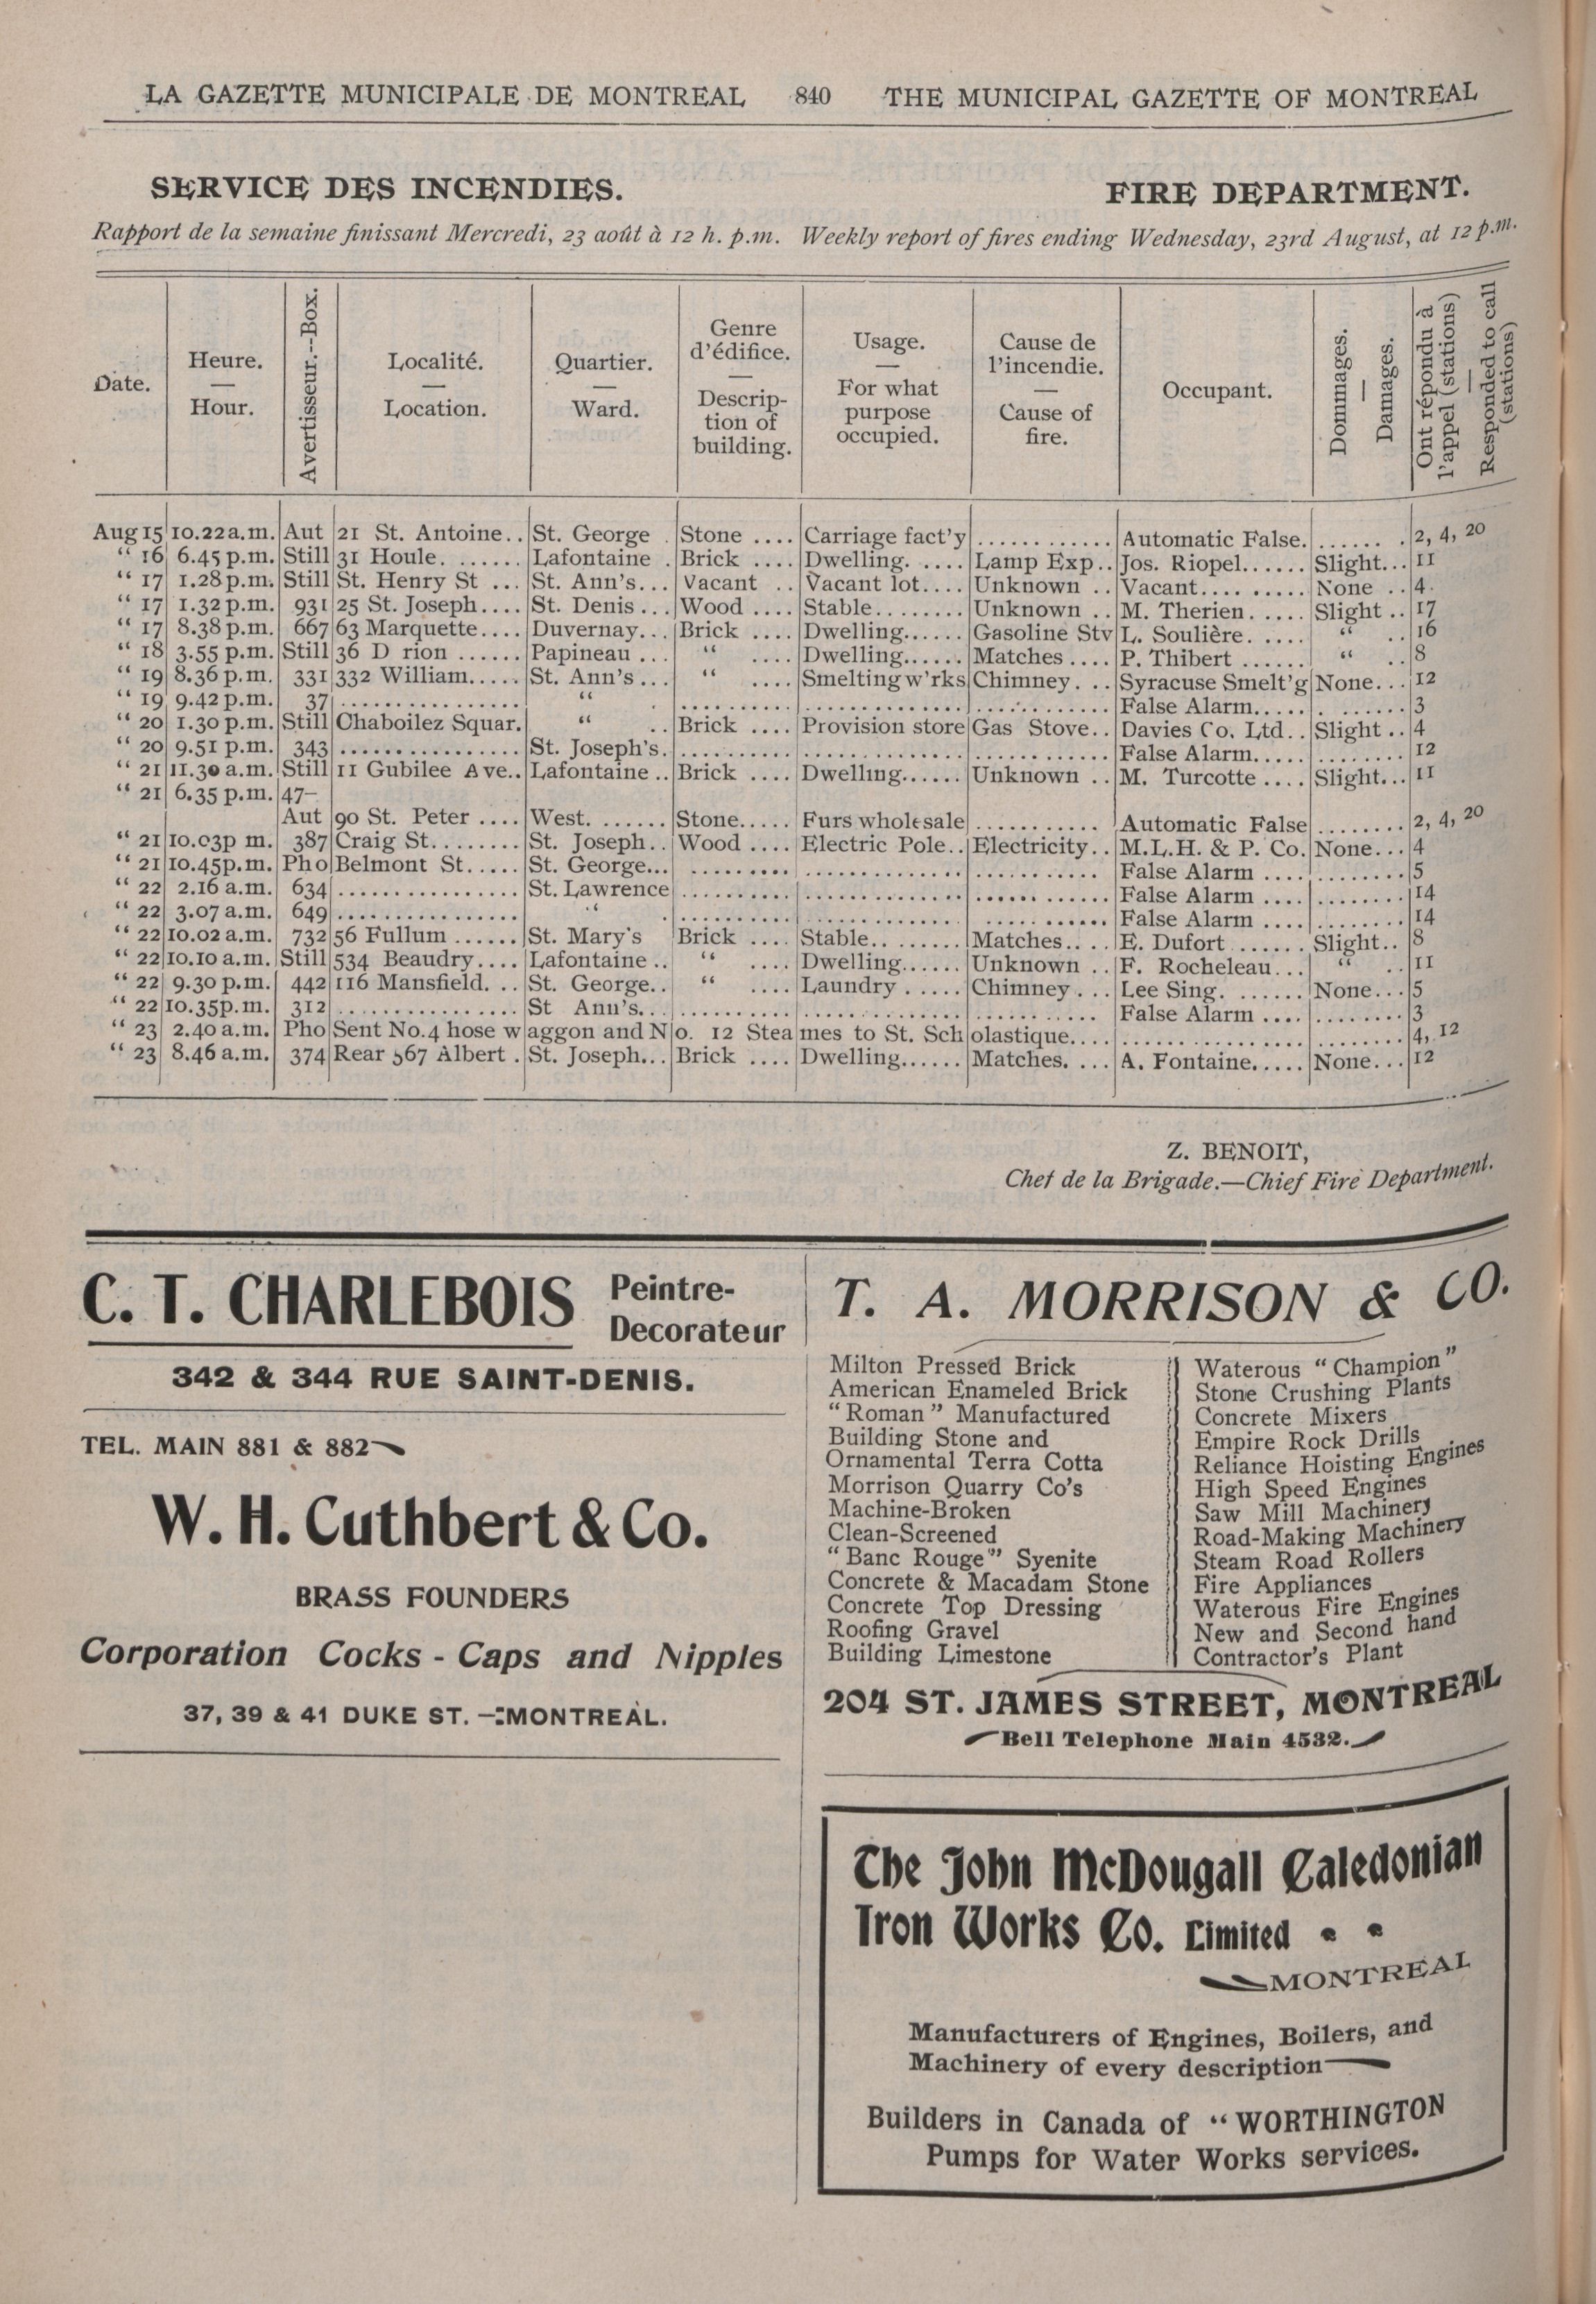 LA GAZETTE MUNICIPALE DE MONTREAL 840 THE MUNICIPAL GAZETTE OF MONTREAL
SERVICE DES INCENDIES. FIRE DEPARTMENT.
Rapport de la semaine finissant Mercredi, 23 août à 12 h. p.m. Weekly report of fires ending Wednesday, 23rd August, at 12 p.m.
Date.
Heure.
—
Hour.
Avertisseur.--Box.
Localité.
—
Location.
Quartier.
—
Ward.
Genre
d'édifice.
—
Descrip-
tion of
building.
Usage.
—
For what
purpose
occupied.
Cause de
l'incendie.
—
Cause of
fire.
Occupant.
Dommages.
—
Damages.
Ont répondu à
l'appel (stations)
—
Responded to call
(stations)
Aug 15 10.22 a.m. Aut 21 St. Antoine.. St. George . Stone .... Carriage fact'y ............ Automatic False. ...... . 2, 4, 20
“ 16 6.45 p.m. Still 31 Houle. ...... Lafontaine . Brick .... Dwelling. .... Lamp Exp.. Jos. Riopel...... Slight... 11
“ 17 1.28 p.m. Still St. Henry St ... St. Ann's... Vacant .. Vacant lot.... Unknown .. Vacant.... ..... None .. 4.
“ 17 1.32 p.m. 931 25 St. Joseph.... St. Denis ... Wood .... Stable........ Unknown .. M. Therien. .... Slight .. 17
“ 17 8.38 p.m. 667 63 Marquette.... Duvernay... Brick .... Dwelling...... Gasoline Stv L. Soulière. .... “ .. 16
“ 18 3.55 p.m. Still 36 D rion ...... Papineau ... “ .... Dwelling...... Matches .... P. Thibert ...... “ .. 8
“ 19 8.36 p.m. 331 332 William..... St. Ann's... “ .... Smelting w'rks Chimney. .. Syracuse Smelt'g None... 12
“ 19 9.42 p.m. 37 ................ “ .......... .............. ............ False Alarm..... . ...... 3
“ 20 1.30 p.m. Still Chaboilez Squar. “ .. Brick .... Provision store Gas Stove.. Davies Co. Ltd.. Slight .. 4
“ 20 9.51 p.m. 343 ................ St. Joseph's. .......... .............. ............ False Alarm..... ........ 12
“ 21 11.30 a.m. Still 11 Gubilee Ave.. Lafontaine .. Brick .... Dwelling...... Unknown .. M. Turcotte .... Slight... 11
“ 21 6.35 p.m. 47–
Aut 90 St. Peter .... West. ...... Stone..... Furs wholesale ........... Automatic False ........ 2, 4, 20
“ 21 10.03p m. 387 Craig St. ....... St. Joseph.. Wood .... Electric Pole.. Electricity.. M.L.H. & P. Co. None... 4
“ 21 10.45p.m. Pho Belmont St..... St. George... ......... .............. ........... False Alarm .... ........ 5
“ 22 2.16 a.m. 634 ................ St. Lawrence .......... .............. ............ False Alarm .... ........ 14
“ 22 3.07 a.m. 649 ................ “ . .......... .............. ............ False Alarm .... ........ 14
“ 22 10.02 a.m. 732 56 Fullum ...... St. Mary's Brick .... Stable.. ....... Matches.. .. E. Dufort ...... Slight.. 8
“ 22 10.10 a.m. Still 534 Beaudry.... Lafontaine .. “ .... Dwelling...... Unknown .. F. Rocheleau... “ .. 11
“ 22 9.30 p.m. 442 116 Mansfield. .. St. George.. “ .... Laundry ..... Chimney ... Lee Sing. ...... None... 5
“ 22 10.35p.m. 312 ................ St Ann's... .......... .............. ........... False Alarm .... ........ 3
“ 23 2.40 a.m. Pho Sent No.4 hose waggon and No. 12 Steames to St. Scholastique.... ................ ........ 4, 12
“ 23 8.46 a.m. 374 Rear 567 Albert . St. Joseph... Brick .... Dwelling...... Matches. ... A. Fontaine..... None... 12
Z. BENOIT,
Chef de la Brigade.—Chief Fire Department.
C. T. CHARLEBOIS Peintre-
Decorateur
342 & 344 RUE SAINT-DENIS.
TEL. MAIN 881 & 882
W. H. Cuthbert & Co.
BRASS FOUNDERS
Corporation Cocks - Caps and Nipples
37, 39 & 41 DUKE ST. —:MONTREAL.
T. A. MORRISON & CO.
Milton Pressed Brick
American Enameled Brick
“Roman” Manufactured
Building Stone and
Ornamental Terra Cotta
Morrison Quarry Co's
Machine-Broken
Clean-Screened
“Banc Rouge” Syenite
Concrete & Macadam Stone
Concrete Top Dressing
Roofing Gravel
Building Limestone
Waterous “Champion”
Stone Crushing Plants
Concrete Mixers
Empire Rock Drills
Reliance Hoisting Engines
High Speed Engines
Saw Mill Machinery
Road-Making Machinery
Steam Road Rollers
Fire Appliances
Waterous Fire Engines
New and Second hand
Contractor's Plant
204 ST. JAMES STREET, MONTREAL
Bell Telephone Main 4532.
The John McDougall Caledonian
Iron Works Co. Limited
MONTREAL
Manufacturers of Engines, Boilers, and
Machinery of every description
Builders in Canada of “WORTHINGTON
Pumps for Water Works services.